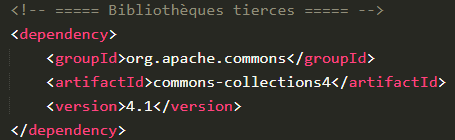 <!-- ===== Bibliothèques tierces ===== -->
<dependency>
<groupId>org.apache.commons</groupId>
<artifactId>commons-collections4</artifactId>
<version>4.1</version>
</dependency>